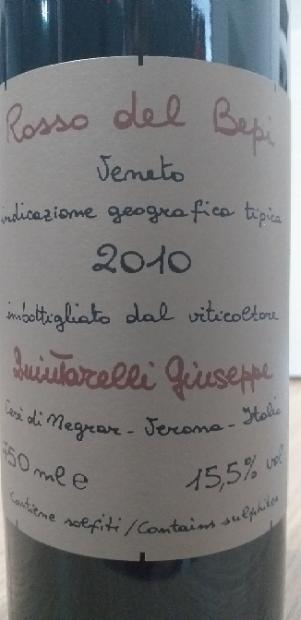 Rosso del Bepi
Veneto
indicazione geografica tipica
2010
imbottigliato dal viticoltore
Quintarelli Giuseppe
Cerè di Negrar - Verona - Italia
750 ml e 15,5% vol
Contiene solfiti / Contains sulphites